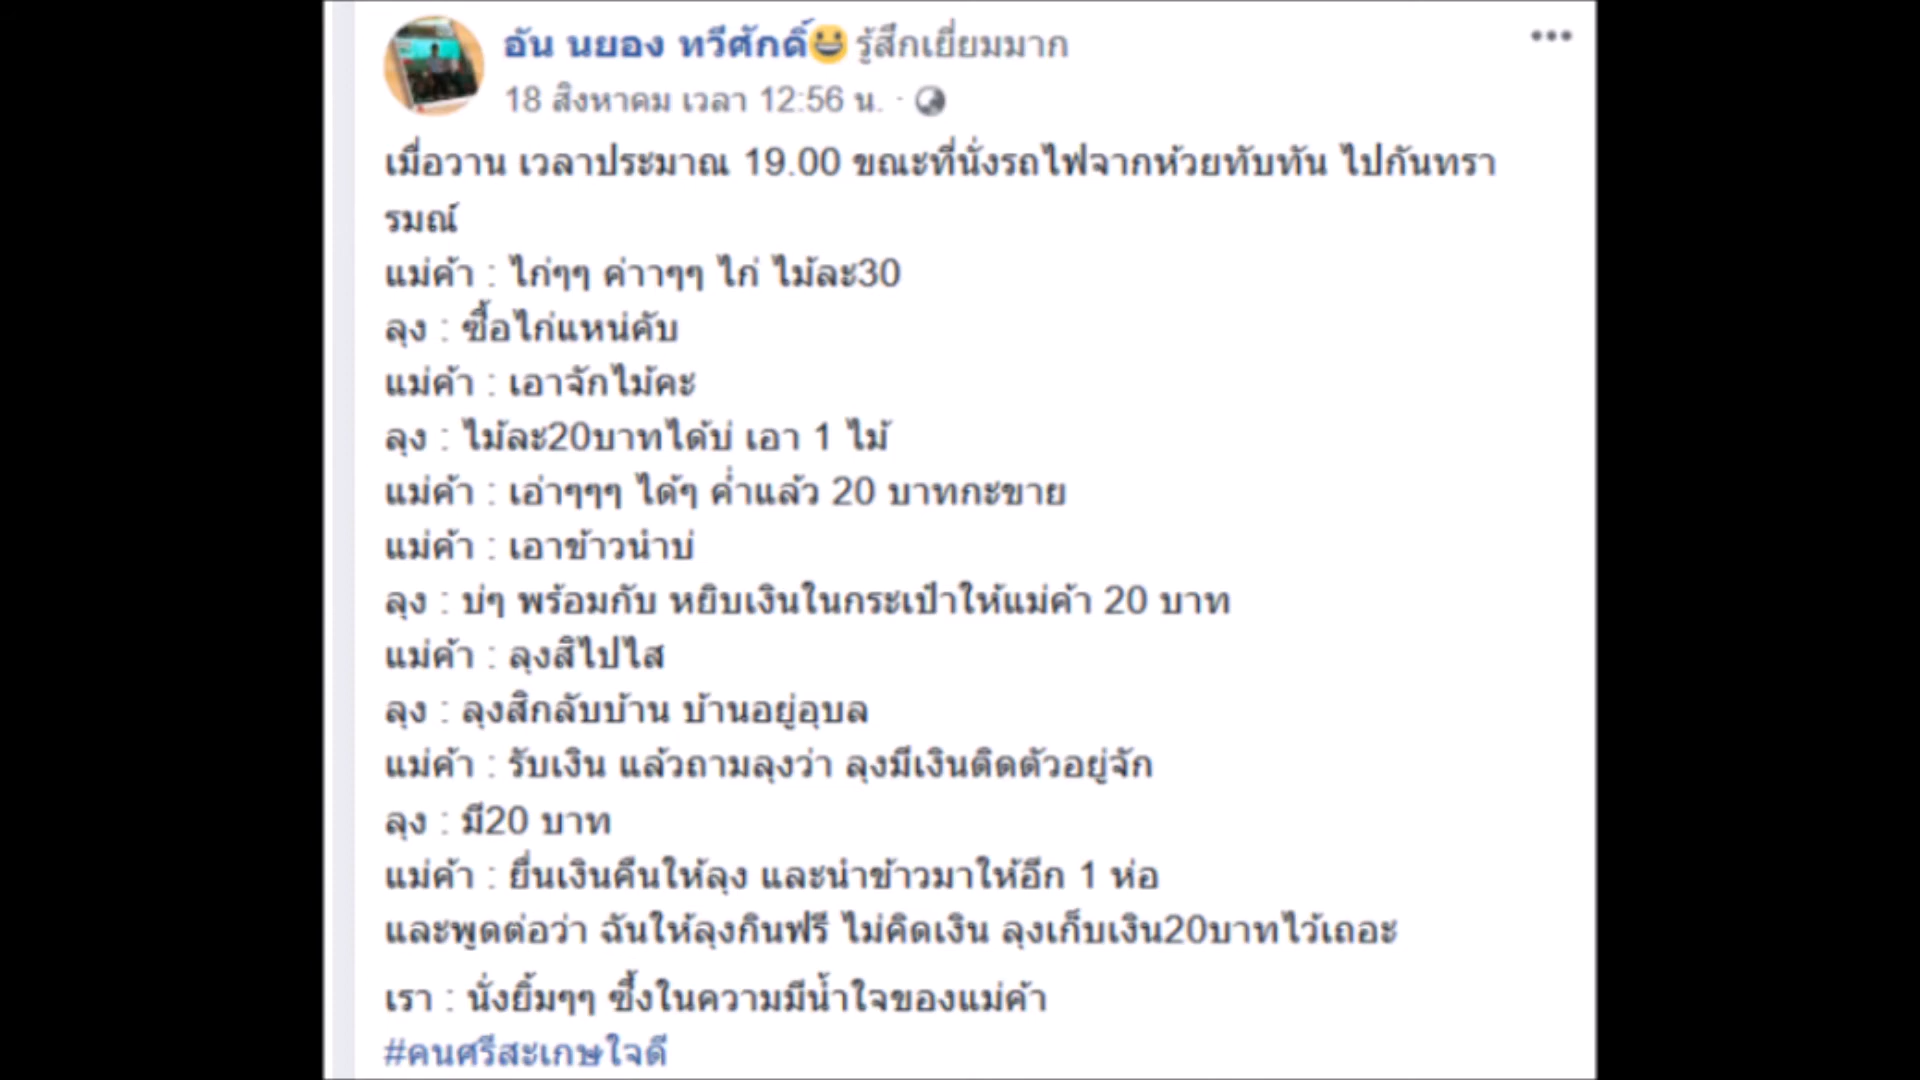 อัน นยอง ทวีศักดิ์😃 รู้สึกเยี่ยมมาก
18 สิงหาคม เวลา 12:56 น. ·
เมื่อวาน เวลาประมาณ 19.00 ขณะที่นั่งรถไฟจากห้วยทับทัน ไปกันทรา
รมณ์
แม่ค้า : ไก่ๆๆ ค่าาๆๆ ไก่ ไม้ละ30
ลุง : ซื้อไก่แหน่คับ
แม่ค้า : เอาจักไม้คะ
ลุง : ไม้ละ20บาทได้บ่ เอา 1 ไม้
แม่ค้า : เอ่าๆๆๆ ได้ๆ ค่ำแล้ว 20 บาทกะขาย
แม่ค้า : เอาข้าวนำบ่
ลุง : บ่ๆ พร้อมกับ หยิบเงินในกระเป๋าให้แม่ค้า 20 บาท
แม่ค้า : ลุงสิไปไส
ลุง : ลุงสิกลับบ้าน บ้านอยู่อุบล
แม่ค้า : รับเงิน แล้วถามลุงว่า ลุงมีเงินติดตัวอยู่จัก
ลุง : มี20 บาท
แม่ค้า : ยื่นเงินคืนให้ลุง และนำข้าวมาให้อีก 1 ห่อ
และพูดต่อว่า ฉันให้ลุงกินฟรี ไม่คิดเงิน ลุงเก็บเงิน20บาทไว้เถอะ
เรา : นั่งยิ้มๆๆ ซึ้งในความมีน้ำใจของแม่ค้า
#คนศรีสะเกษใจดี